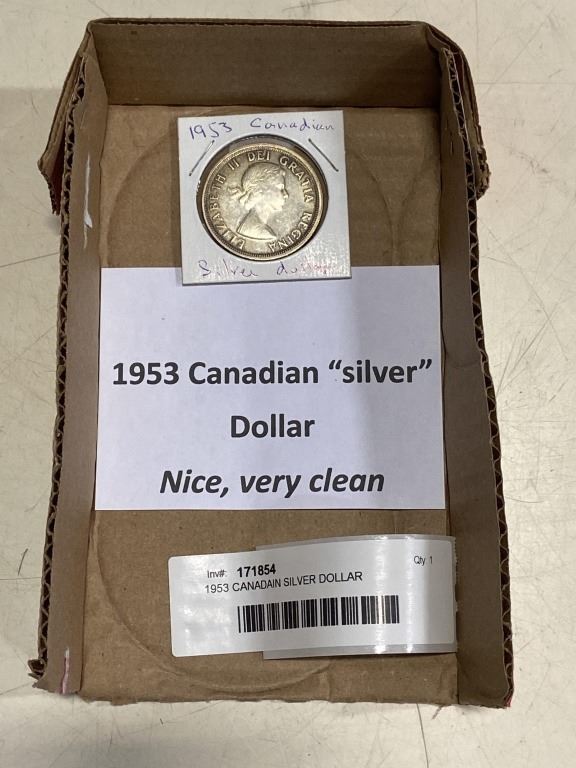 1953 Canadian
ELIZABETH II DEI GRATIA REGINA
Silver dollar
1953 Canadian “silver”
Dollar
Nice, very clean
Inv#: 171854 Qty 1
1953 CANADAIN SILVER DOLLAR